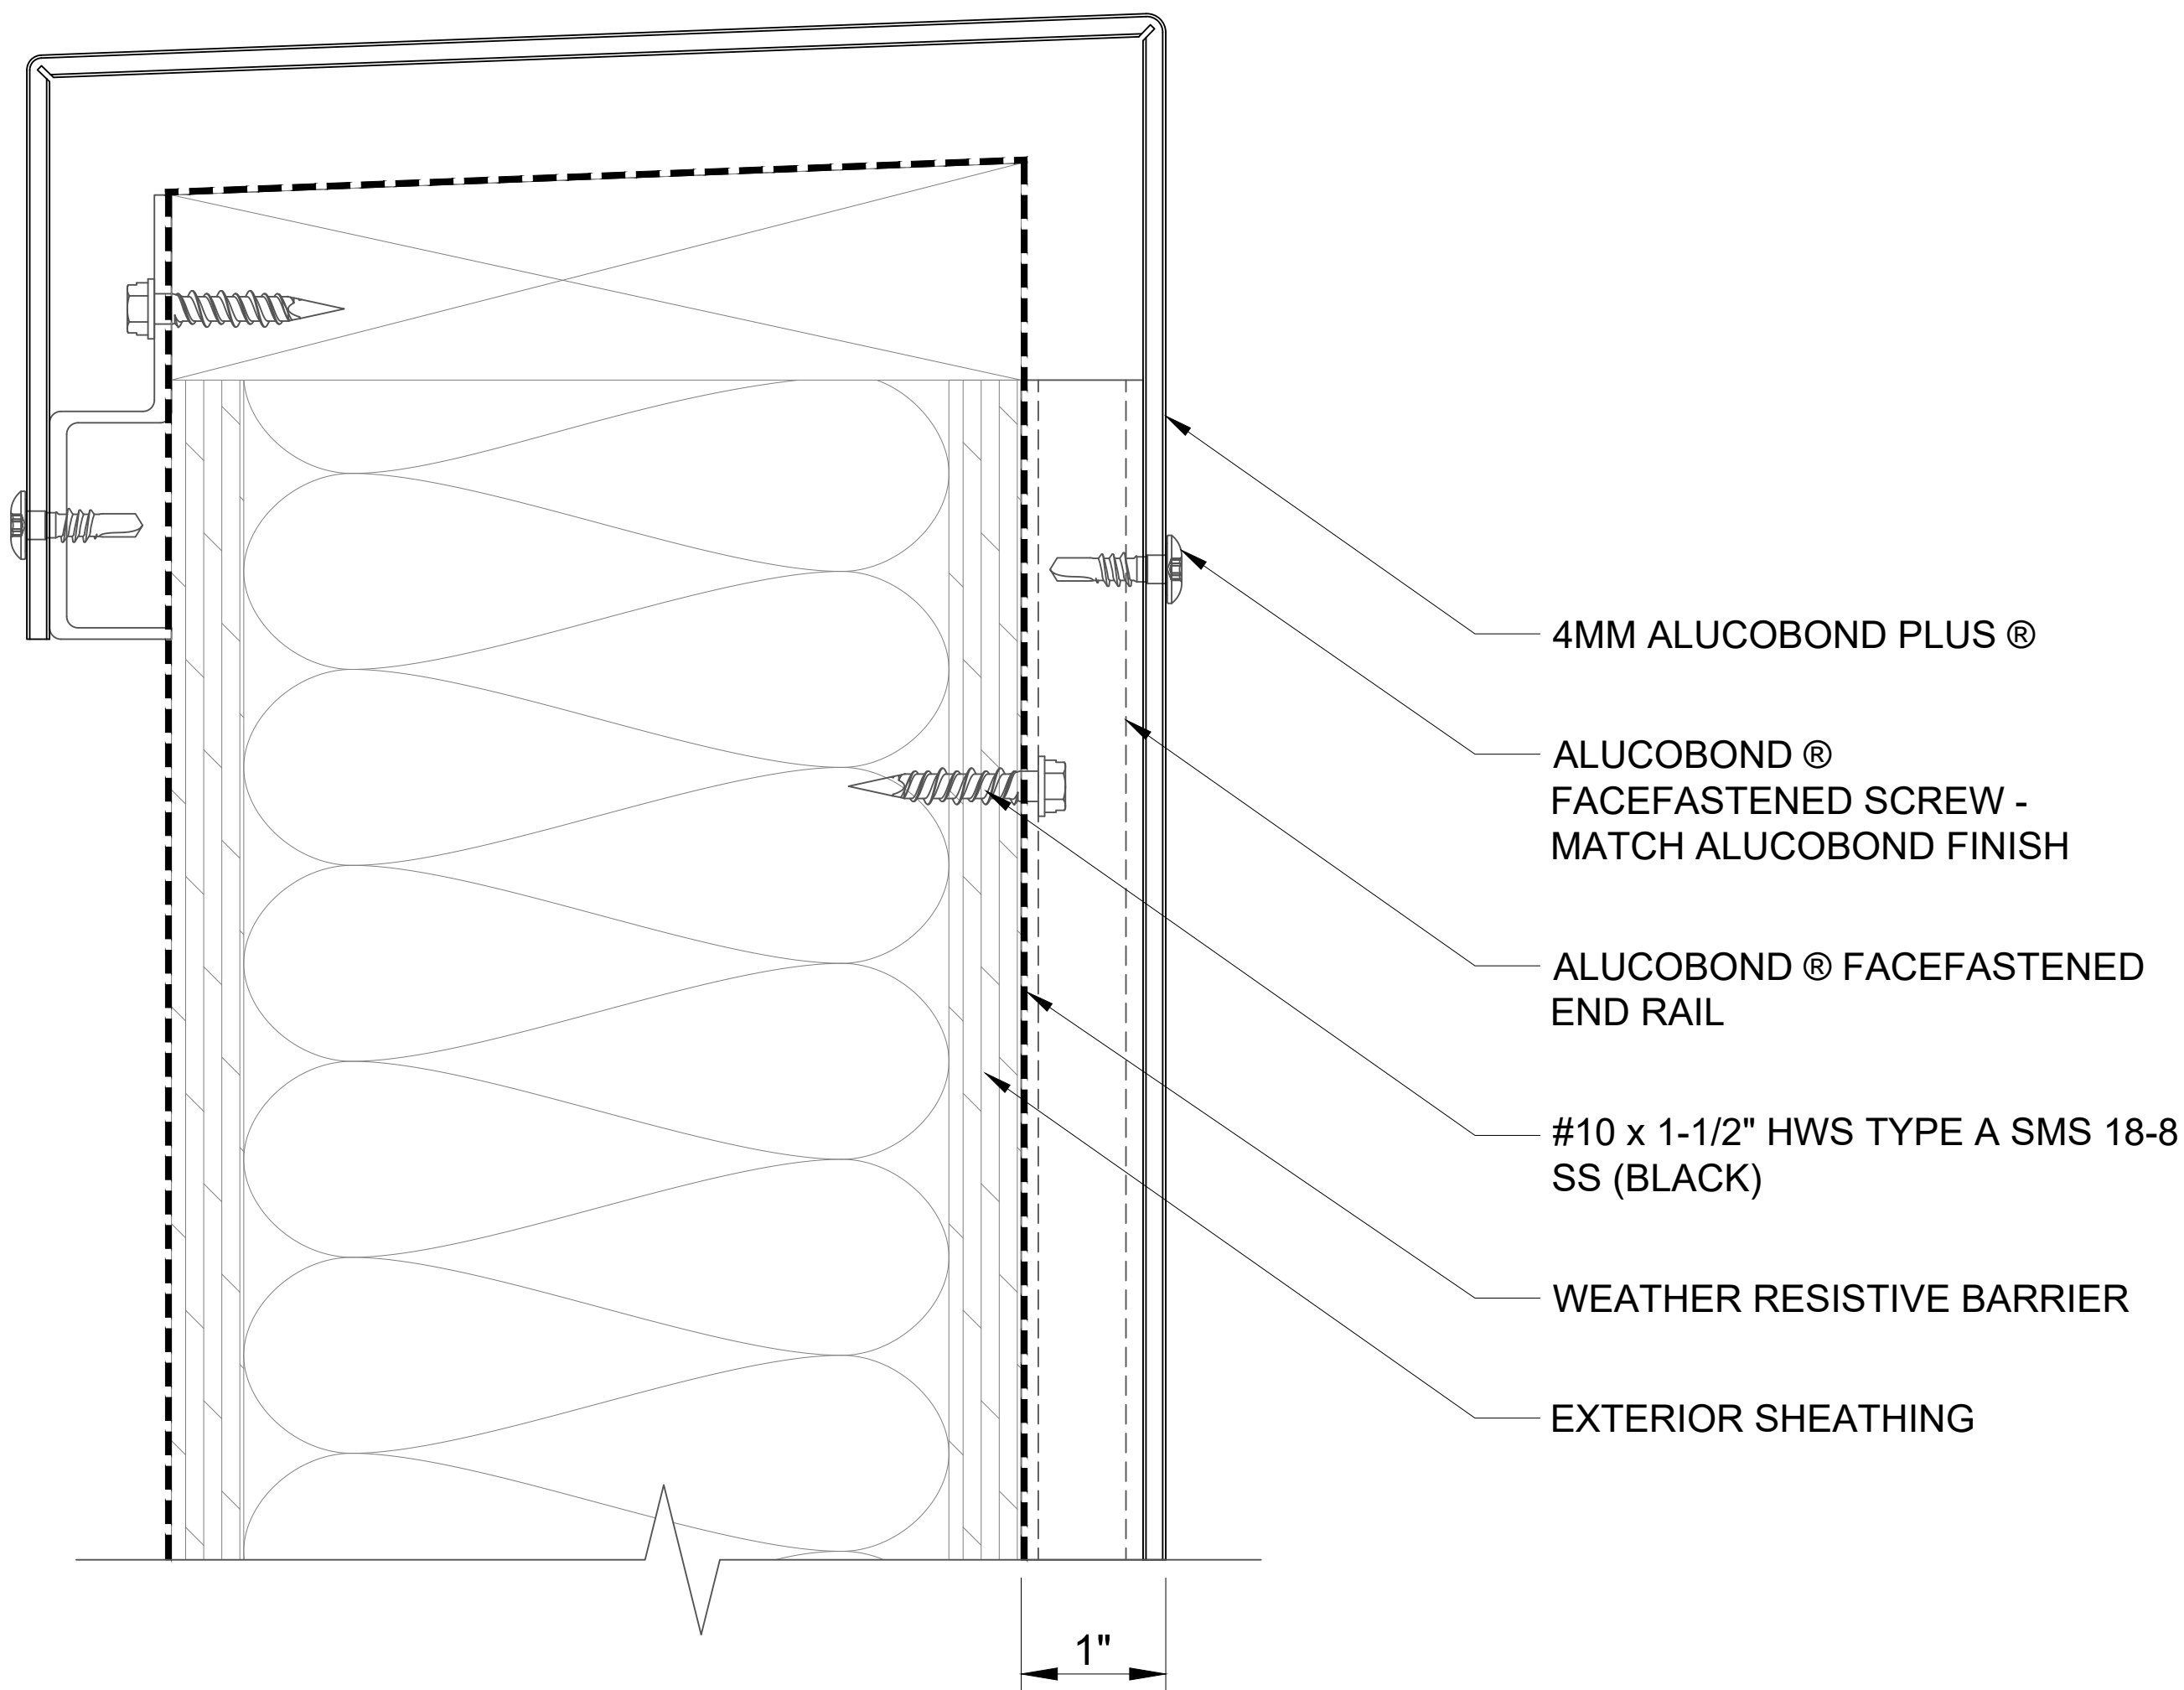 4MM ALUCOBOND PLUS ®
ALUCOBOND ®
FACEFASTENED SCREW -
MATCH ALUCOBOND FINISH
ALUCOBOND ® FACEFASTENED
END RAIL
#10 x 1-1/2" HWS TYPE A SMS 18-8
SS (BLACK)
WEATHER RESISTIVE BARRIER
EXTERIOR SHEATHING
1"